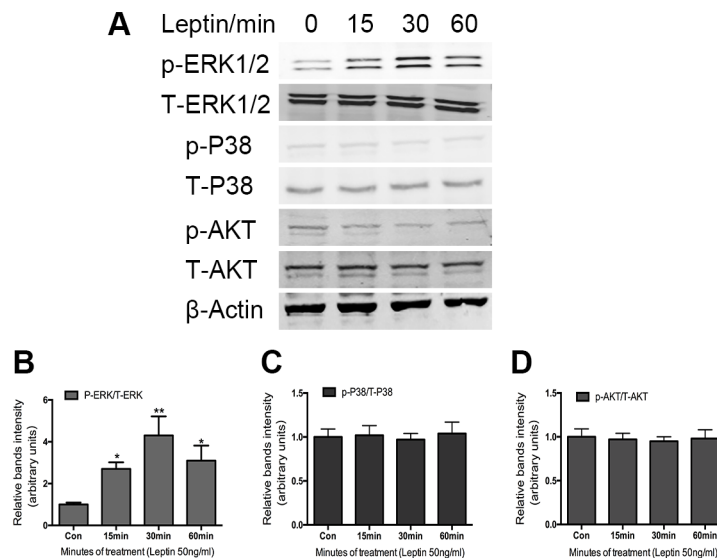 A Leptin/min 0 15 30 60
p-ERK1/2
T-ERK1/2
p-P38
T-P38
p-AKT
T-AKT
β-Actin
B
P-ERK/T-ERK
Relative bands intensity
(arbitrary units)
6
4
2
0
* ** *
Con 15min 30min 60min
Minutes of treatment (Leptin 50ng/ml)
C
p-P38/T-P38
Relative bands intensity
(arbitrary units)
1.5
1.0
0.5
0.0
Con 15min 30min 60min
Minutes of treatment (Leptin 50ng/ml)
D
p-AKT/T-AKT
Relative bands intensity
(arbitrary units)
1.5
1.0
0.5
0.0
Con 15min 30min 60min
Minutes of treatment (Leptin 50ng/ml)